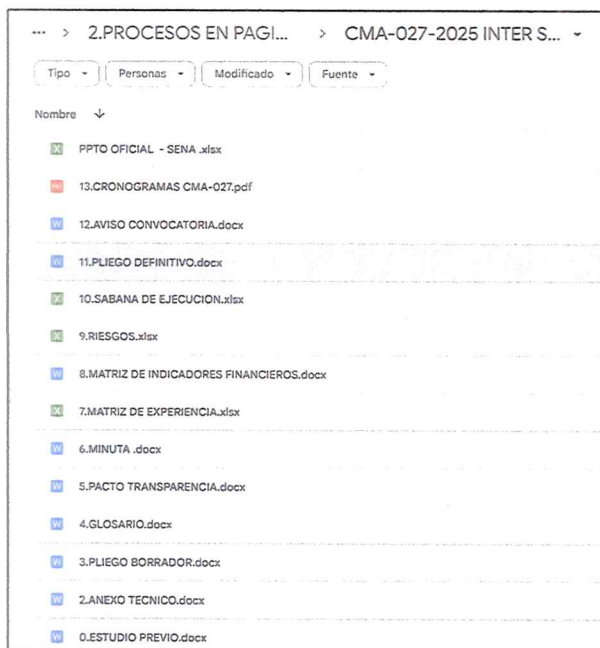 ... > 2.PROCESOS EN PAGI... > CMA-027-2025 INTER S...
Tipo Personas Modificado Fuente
Nombre ↓
PPTO OFICIAL - SENA .xlsx
13.CRONOGRAMAS CMA-027.pdf
12.AVISO CONVOCATORIA.docx
11.PLIEGO DEFINITIVO.docx
10.SABANA DE EJECUCION.xlsx
9.RIESGOS.xlsx
8.MATRIZ DE INDICADORES FINANCIEROS.docx
7.MATRIZ DE EXPERIENCIA.xlsx
6.MINUTA .docx
5.PACTO TRANSPARENCIA.docx
4.GLOSARIO.docx
3.PLIEGO BORRADOR.docx
2.ANEXO TECNICO.docx
0.ESTUDIO PREVIO.docx